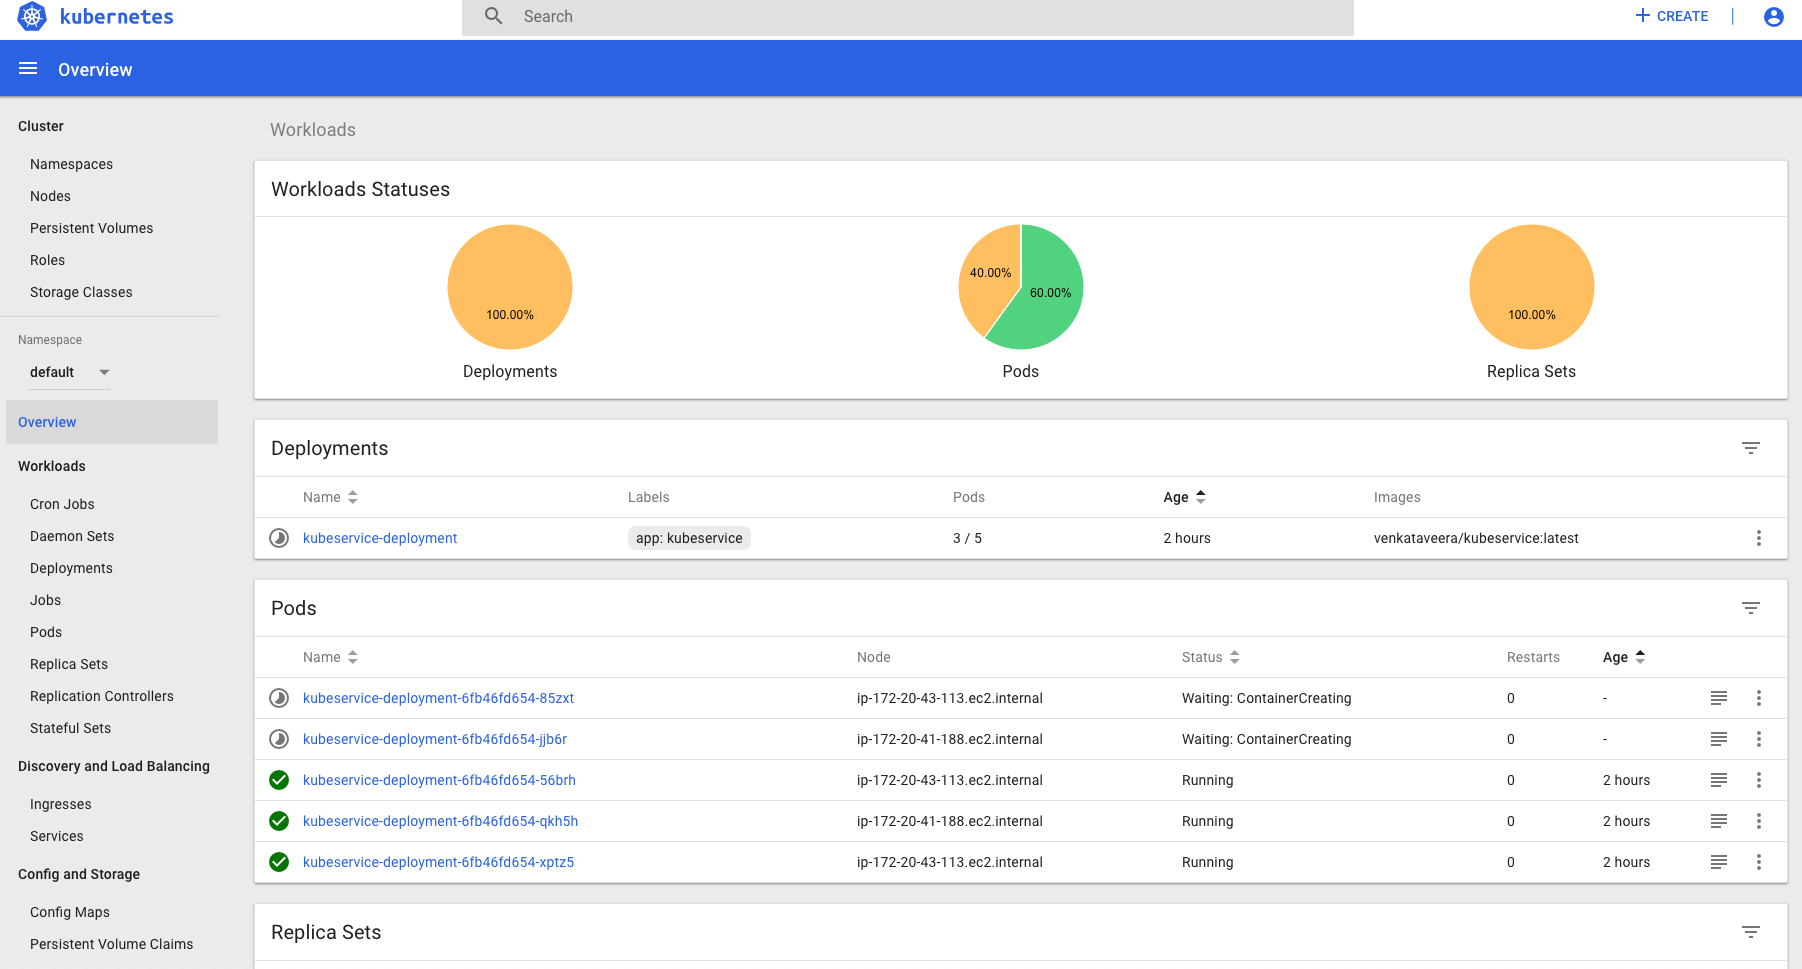 kubernetes
Search
CREATE
Overview
Cluster
Namespaces
Nodes
Persistent Volumes
Roles
Storage Classes
Namespace
default
Overview
Workloads
Cron Jobs
Daemon Sets
Deployments
Jobs
Pods
Replica Sets
Replication Controllers
Stateful Sets
Discovery and Load Balancing
Ingresses
Services
Config and Storage
Config Maps
Persistent Volume Claims
Workloads
Workloads Statuses
100.00%
Deployments
40.00%
60.00%
Pods
100.00%
Replica Sets
Deployments
Name Labels Pods Age Images
kubeservice-deployment app: kubeservice 3 / 5 2 hours venkataveera/kubeservice:latest
Pods
Name Node Status Restarts Age
kubeservice-deployment-6fb46fd654-85zxt ip-172-20-43-113.ec2.internal Waiting: ContainerCreating 0 -
kubeservice-deployment-6fb46fd654-jjb6r ip-172-20-41-188.ec2.internal Waiting: ContainerCreating 0 -
kubeservice-deployment-6fb46fd654-56brh ip-172-20-43-113.ec2.internal Running 0 2 hours
kubeservice-deployment-6fb46fd654-qkh5h ip-172-20-41-188.ec2.internal Running 0 2 hours
kubeservice-deployment-6fb46fd654-xptz5 ip-172-20-43-113.ec2.internal Running 0 2 hours
Replica Sets